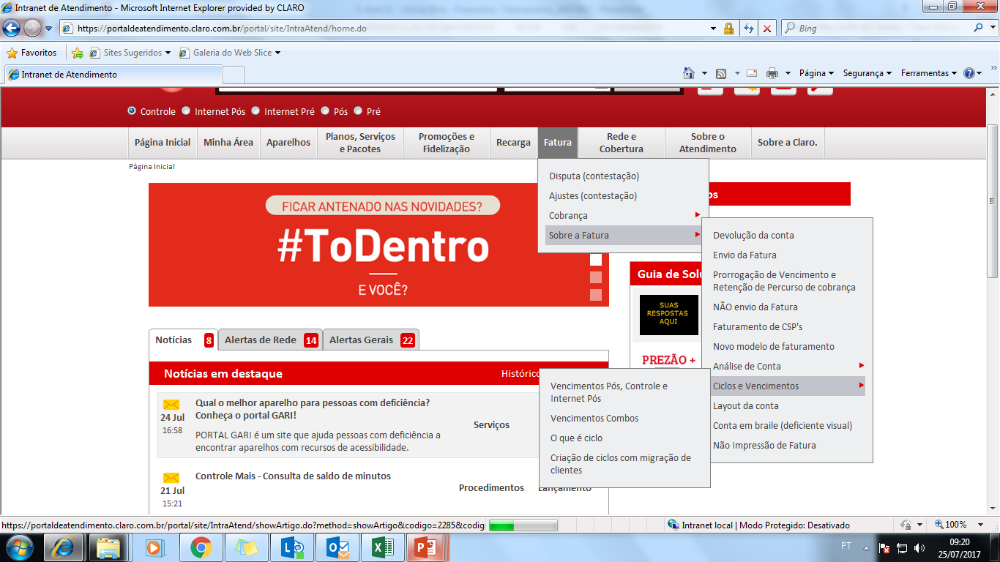 Intranet de Atendimento - Microsoft Internet Explorer provided by CLARO
https://portaldeatendimento.claro.com.br/portal/site/IntraAtend/home.do
Bing
Favoritos
Sites Sugeridos
Galeria do Web Slice
Intranet de Atendimento
Página
Segurança
Ferramentas
Controle Internet Pós Internet Pré Pós Pré
Página Inicial
Minha Área
Aparelhos
Planos, Serviços
e Pacotes
Promoções e
Fidelização
Recarga
Fatura
Rede e
Cobertura
Sobre o
Atendimento
Sobre a Claro.
Página Inicial
Disputa (contestação)
Ajustes (contestação)
Cobrança
Sobre a Fatura
Devolução da conta
Envio da Fatura
Prorrogação de Vencimento e
Retenção de Percurso de cobrança
NÃO envio da Fatura
Faturamento de CSP's
Novo modelo de faturamento
Análise de Conta
Ciclos e Vencimentos
Layout da conta
Conta em braile (deficiente visual)
Não Impressão de Fatura
Vencimentos Pós, Controle e
Internet Pós
Vencimentos Combos
O que é ciclo
Criação de ciclos com migração de
clientes
FICAR ANTENADO NAS NOVIDADES?
#ToDentro
E VOCÊ?
Guia de Solu
SUAS
RESPOSTAS
AQUI
PREZÃO +
Notícias 8
Alertas de Rede 14
Alertas Gerais 22
Notícias em destaque
Histórico
24 Jul
16:58
Qual o melhor aparelho para pessoas com deficiência?
Conheça o portal GARI!
PORTAL GARI é um site que ajuda pessoas com deficiência a
encontrar aparelhos com recursos de acessibilidade.
Serviços
21 Jul
15:21
Controle Mais - Consulta de saldo de minutos
Procedimentos
Lançamento
https://portaldeatendimento.claro.com.br/portal/site/IntraAtend/showArtigo.do?method=showArtigo&codigo=2285&codig
Intranet local | Modo Protegido: Desativado
100%
PT
09:20
25/07/2017